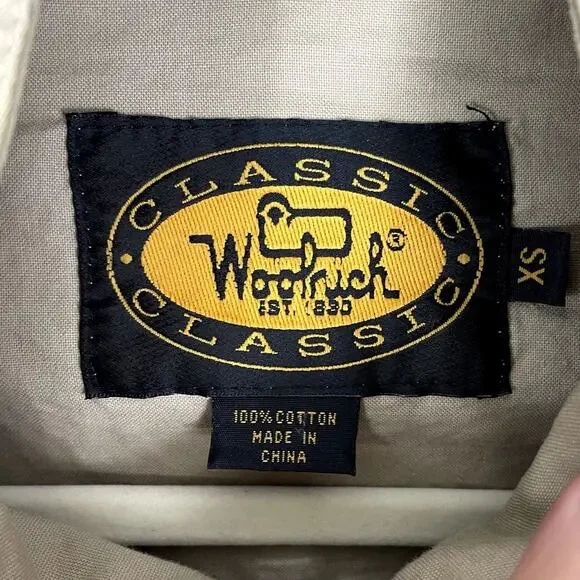 CLASSIC
Woolrich®
EST. 1830
CLASSIC
XS
100% COTTON
MADE IN
CHINA